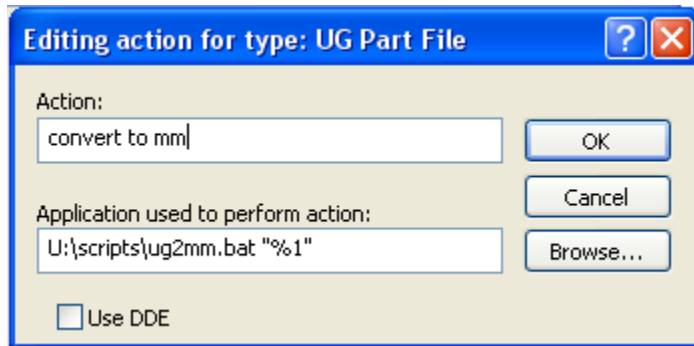 Editing action for type: UG Part File
?
Action:
convert to mm
OK
Cancel
Application used to perform action:
U:\scripts\ug2mm.bat "%1"
Browse...
Use DDE